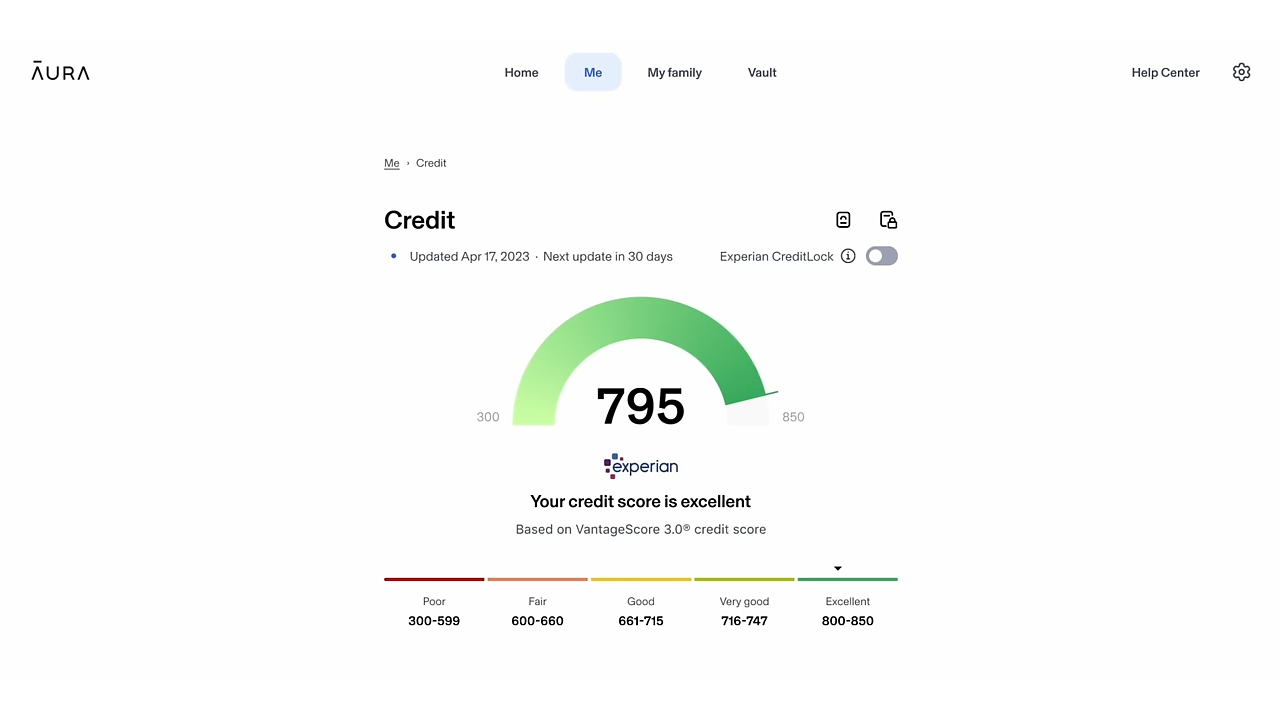 ĀURA
Home Me My family Vault Help Center
Me › Credit
Credit
• Updated Apr 17, 2023 · Next update in 30 days Experian CreditLock
300 795 850
experian
Your credit score is excellent
Based on VantageScore 3.0® credit score
Poor Fair Good Very good Excellent
300-599 600-660 661-715 716-747 800-850